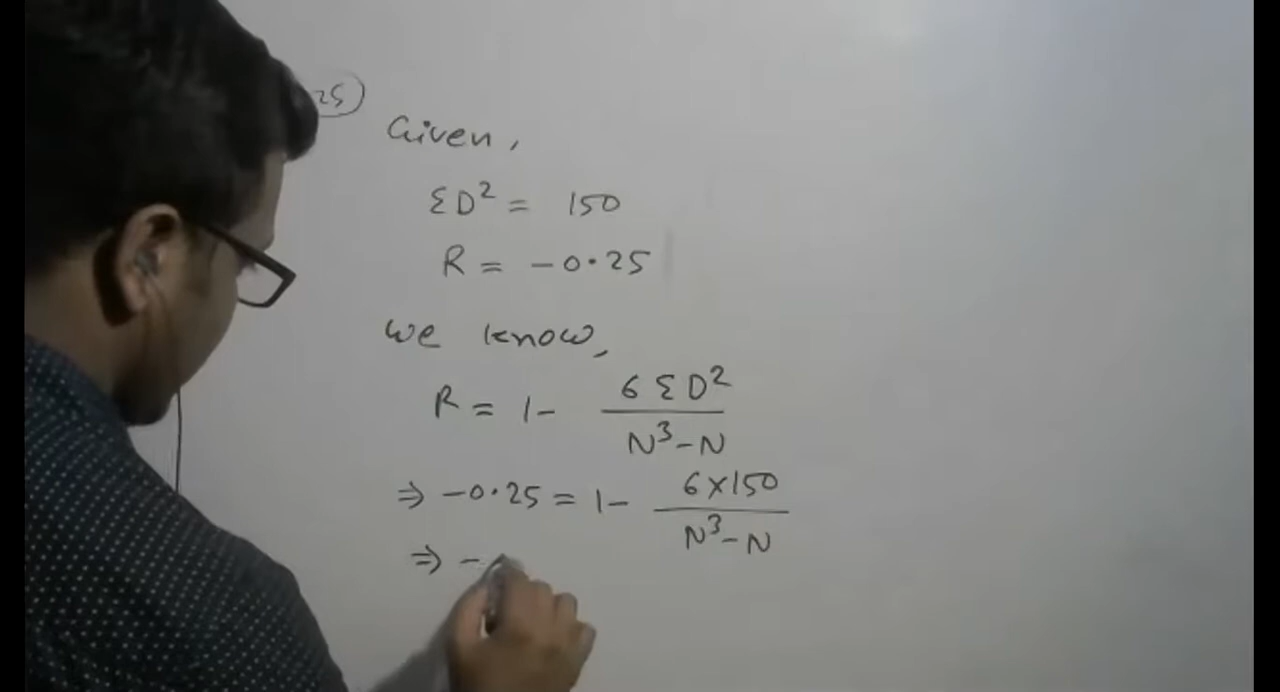 25)
Given,
ΣD² = 150
R = -0.25
We know,
R = 1 - 6ΣD² / N³-N
⇒ -0.25 = 1 - 6×150 / N³-N
⇒ -